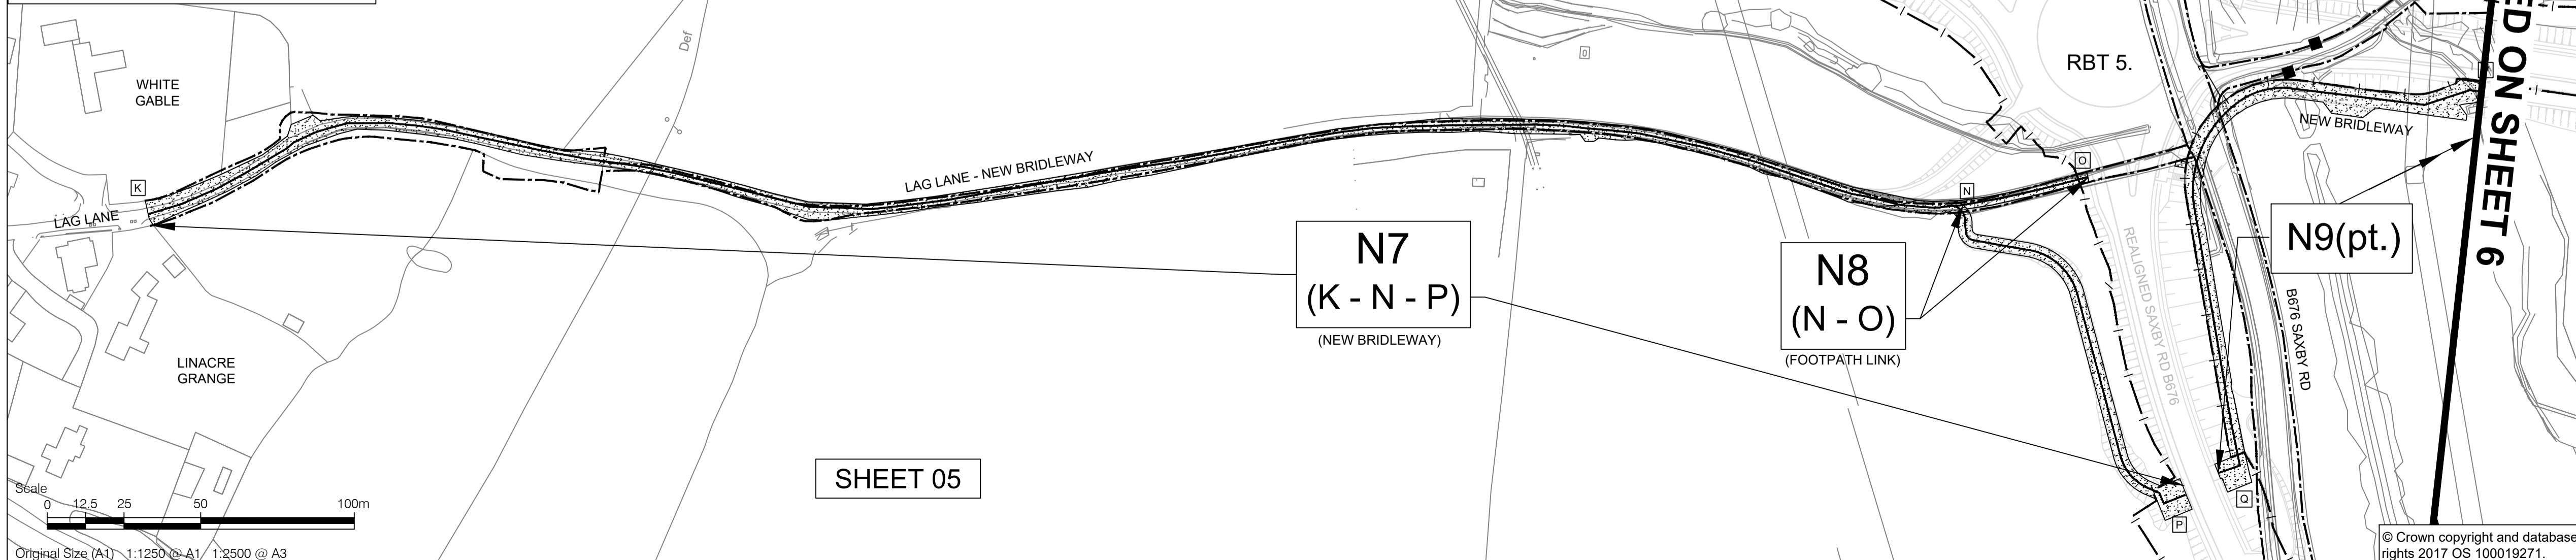 WHITE
GABLE
Def
RBT 5.
ED ON SHEET 6
NEW BRIDLEWAY
LAG LANE - NEW BRIDLEWAY
K
LAG LANE
N
O
N7
(K - N - P)
(NEW BRIDLEWAY)
N8
(N - O)
(FOOTPATH LINK)
N9(pt.)
REALIGNED SAXBY RD B676
B676 SAXBY RD
LINACRE
GRANGE
SHEET 05
Q
P
Scale
0 12.5 25 50 100m
Original Size (A1) 1:1250 @ A1 1:2500 @ A3
© Crown copyright and database
rights 2017 OS 100019271.